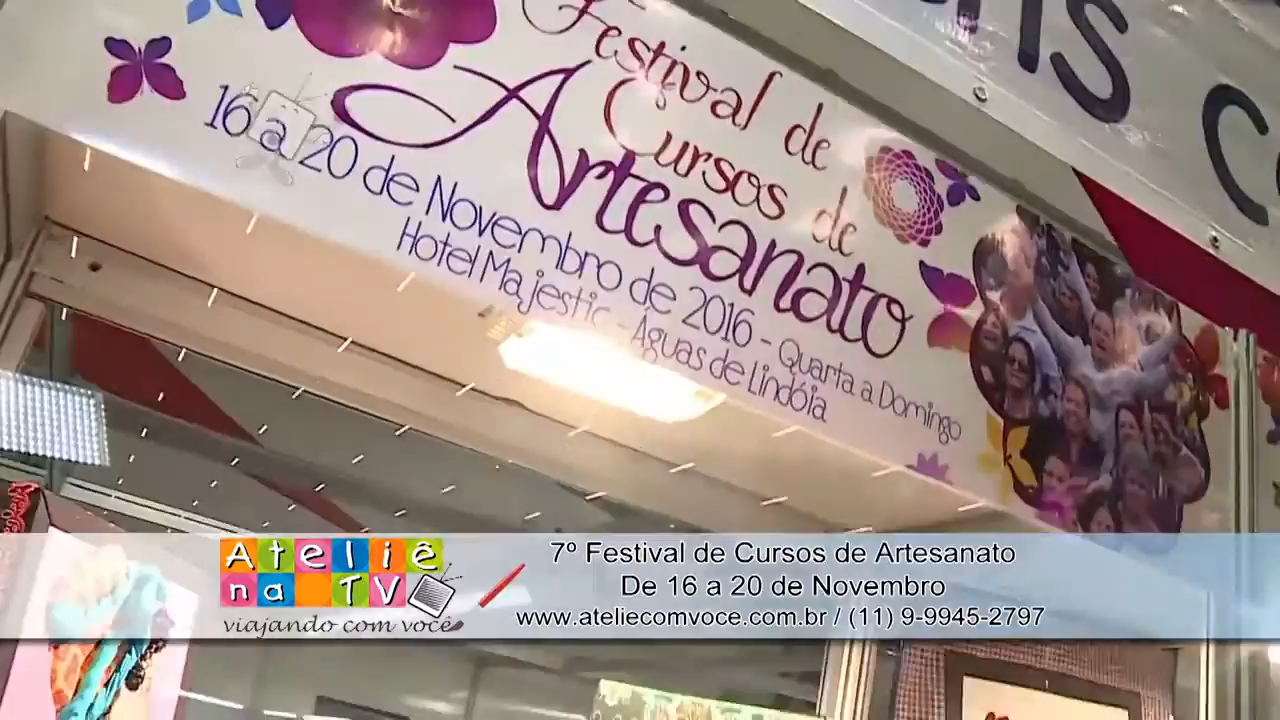 Festival de
Cursos de
Artesanato
16 a 20 de Novembro de 2016 - Quarta a Domingo
Hotel Majestic - Águas de Lindóia
Ateliê
na TV
viajando com você
7º Festival de Cursos de Artesanato
De 16 a 20 de Novembro
www.ateliecomvoce.com.br / (11) 9-9945-2797